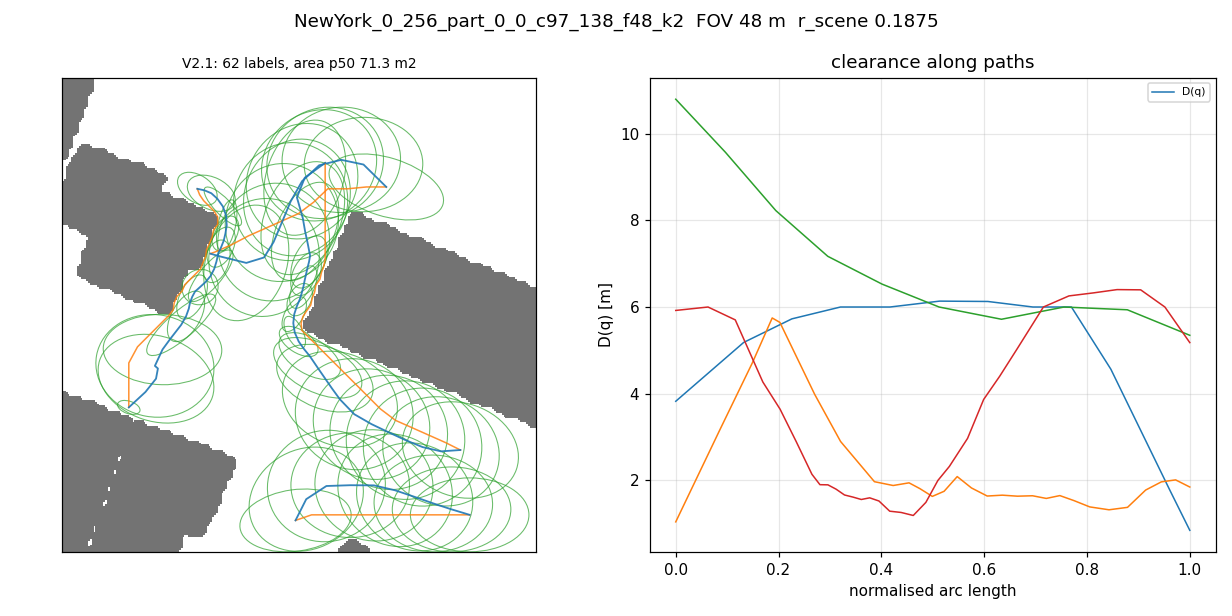 NewYork_0_256_part_0_0_c97_138_f48_k2  FOV 48 m  r_scene 0.1875
V2.1: 62 labels, area p50 71.3 m2
clearance along paths
D(q)
D(q) [m]
10
8
6
4
2
0.0
0.2
0.4
0.6
0.8
1.0
normalised arc length